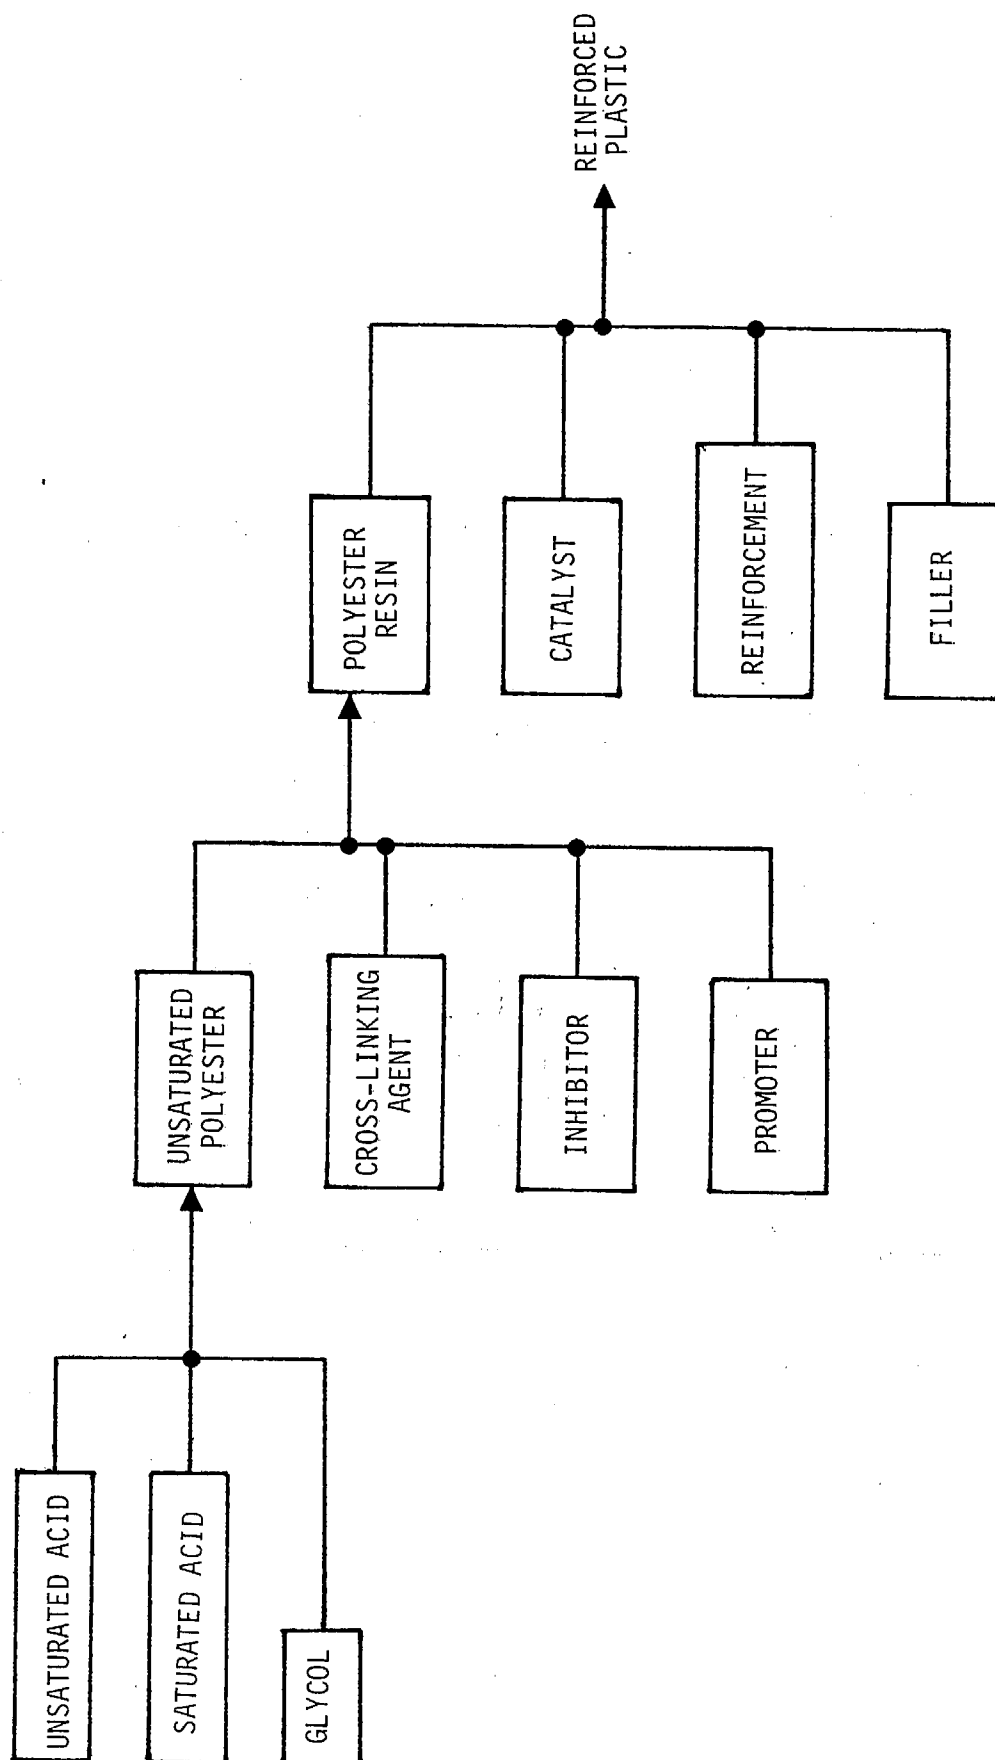 UNSATURATED ACID
SATURATED ACID
GLYCOL
UNSATURATED
POLYESTER
CROSS-LINKING
AGENT
INHIBITOR
PROMOTER
POLYESTER
RESIN
CATALYST
REINFORCEMENT
FILLER
REINFORCED
PLASTIC